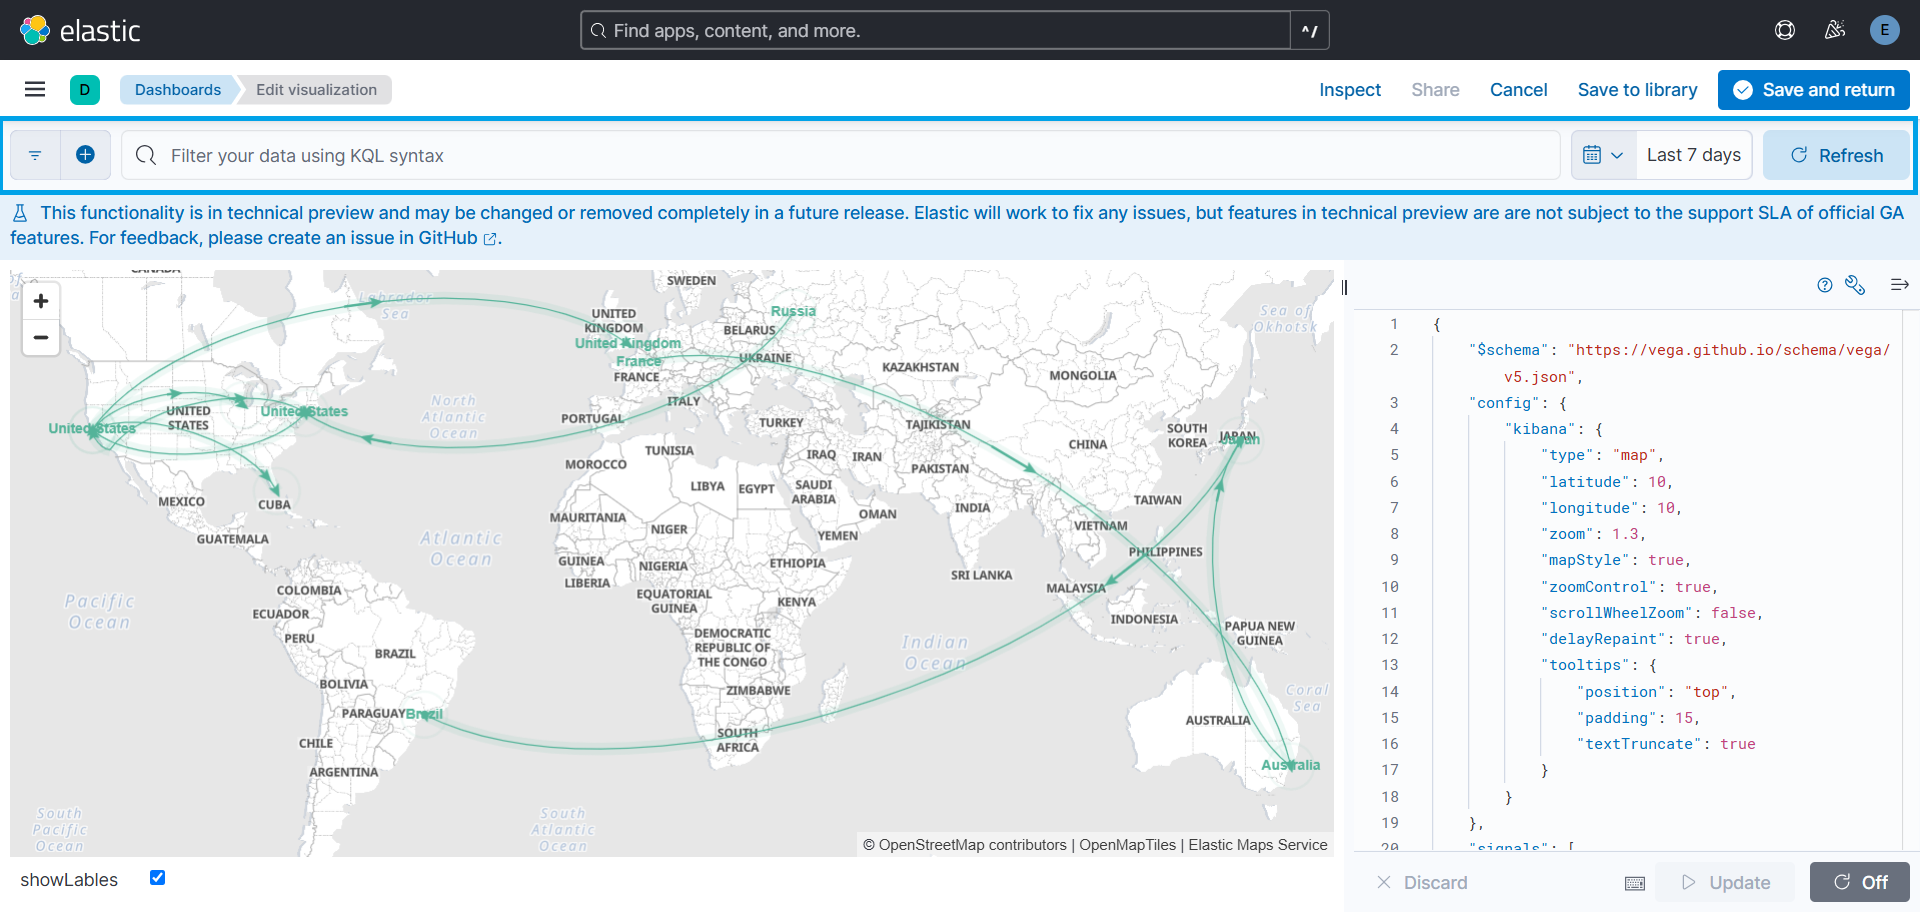 elastic
Find apps, content, and more.
^/
E
D
Dashboards
Edit visualization
Inspect
Share
Cancel
Save to library
Save and return
Filter your data using KQL syntax
Last 7 days
Refresh
This functionality is in technical preview and may be changed or removed completely in a future release. Elastic will work to fix any issues, but features in technical preview are are not subject to the support SLA of official GA
features. For feedback, please create an issue in GitHub.
+
−
CANADA
Labrador
Sea
SWEDEN
UNITED
KINGDOM
United Kingdom
France
FRANCE
Russia
BELARUS
UKRAINE
Sea of
Okhotsk
KAZAKHSTAN
MONGOLIA
UNITED
STATES
United States
United States
North
Atlantic
Ocean
PORTUGAL
ITALY
TURKEY
TAJIKISTAN
CHINA
SOUTH
KOREA
JAPAN
Japan
MOROCCO
TUNISIA
IRAQ
IRAN
PAKISTAN
LIBYA
EGYPT
SAUDI
ARABIA
MEXICO
CUBA
MAURITANIA
NIGER
OMAN
INDIA
TAIWAN
GUATEMALA
Atlantic
Ocean
YEMEN
VIETNAM
GUINEA
LIBERIA
NIGERIA
ETHIOPIA
PHILIPPINES
SRI LANKA
MALAYSIA
COLOMBIA
EQUATORIAL
GUINEA
KENYA
Pacific
Ocean
ECUADOR
INDONESIA
PAPUA NEW
GUINEA
PERU
BRAZIL
DEMOCRATIC
REPUBLIC OF
THE CONGO
Indian
Ocean
BOLIVIA
ZIMBABWE
Coral
Sea
PARAGUAY
Brazil
AUSTRALIA
CHILE
SOUTH
AFRICA
ARGENTINA
Australia
South
Pacific
Ocean
South
Atlantic
Ocean
© OpenStreetMap contributors | OpenMapTiles | Elastic Maps Service
showLables
1 {
2 "$schema": "https://vega.github.io/schema/vega/
v5.json",
3 "config": {
4 "kibana": {
5 "type": "map",
6 "latitude": 10,
7 "longitude": 10,
8 "zoom": 1.3,
9 "mapStyle": true,
10 "zoomControl": true,
11 "scrollWheelZoom": false,
12 "delayRepaint": true,
13 "tooltips": {
14 "position": "top",
15 "padding": 15,
16 "textTruncate": true
17 }
18 }
19 },
20 "signals": [
Discard
Update
Off